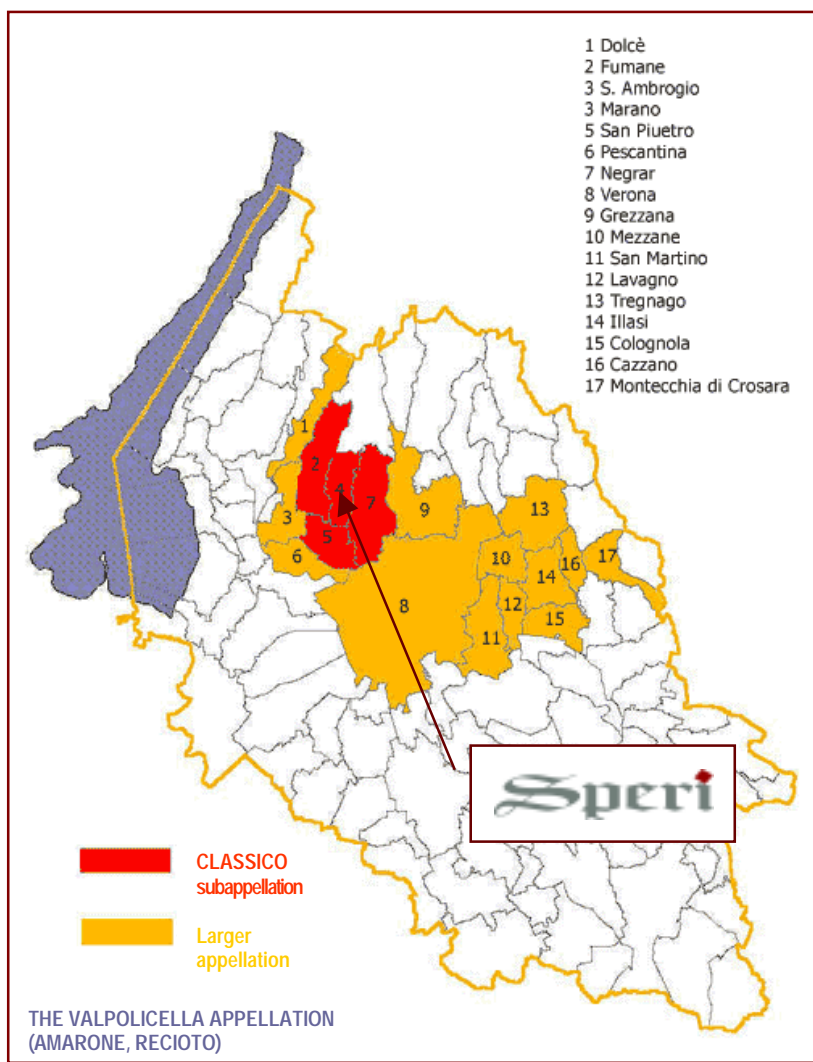 1 Dolcè
2 Fumane
3 S. Ambrogio
3 Marano
5 San Piuetro
6 Pescantina
7 Negrar
8 Verona
9 Grezzana
10 Mezzane
11 San Martino
12 Lavagno
13 Tregnago
14 Illasi
15 Colognola
16 Cazzano
17 Montecchia di Crosara
1
2
4
7
9
3
5
6
13
10
14
16
17
8
12
11
15
Speri
CLASSICO
subappellation
Larger
appellation
THE VALPOLICELLA APPELLATION
(AMARONE, RECIOTO)